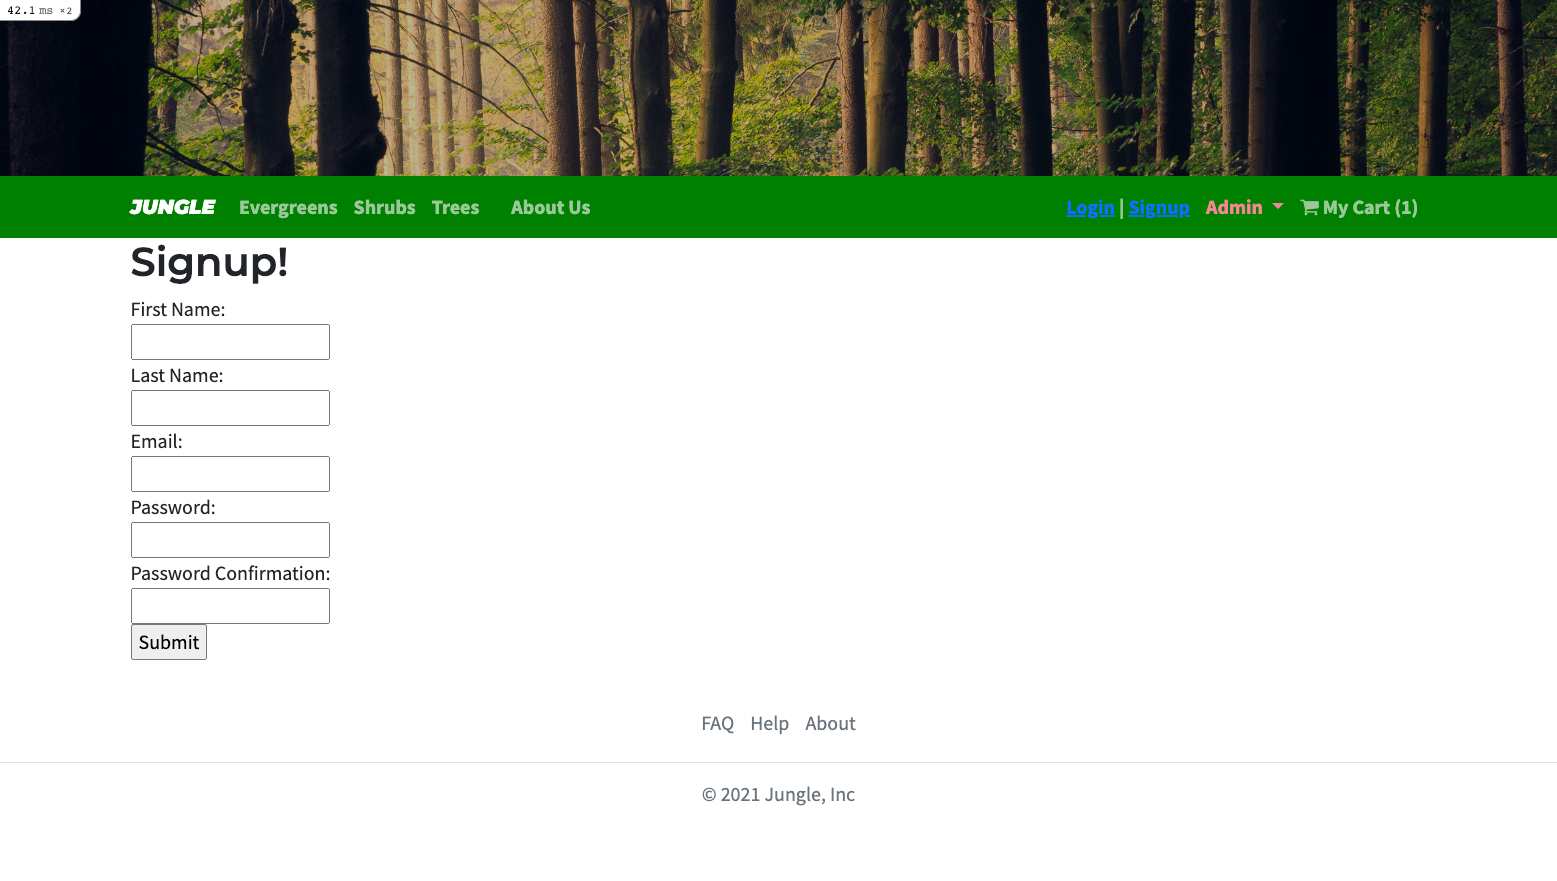 42.1 ms ×2
JUNGLE Evergreens Shrubs Trees About Us Login | Signup Admin My Cart (1)
Signup!
First Name:
Last Name:
Email:
Password:
Password Confirmation:
Submit
FAQ Help About
© 2021 Jungle, Inc